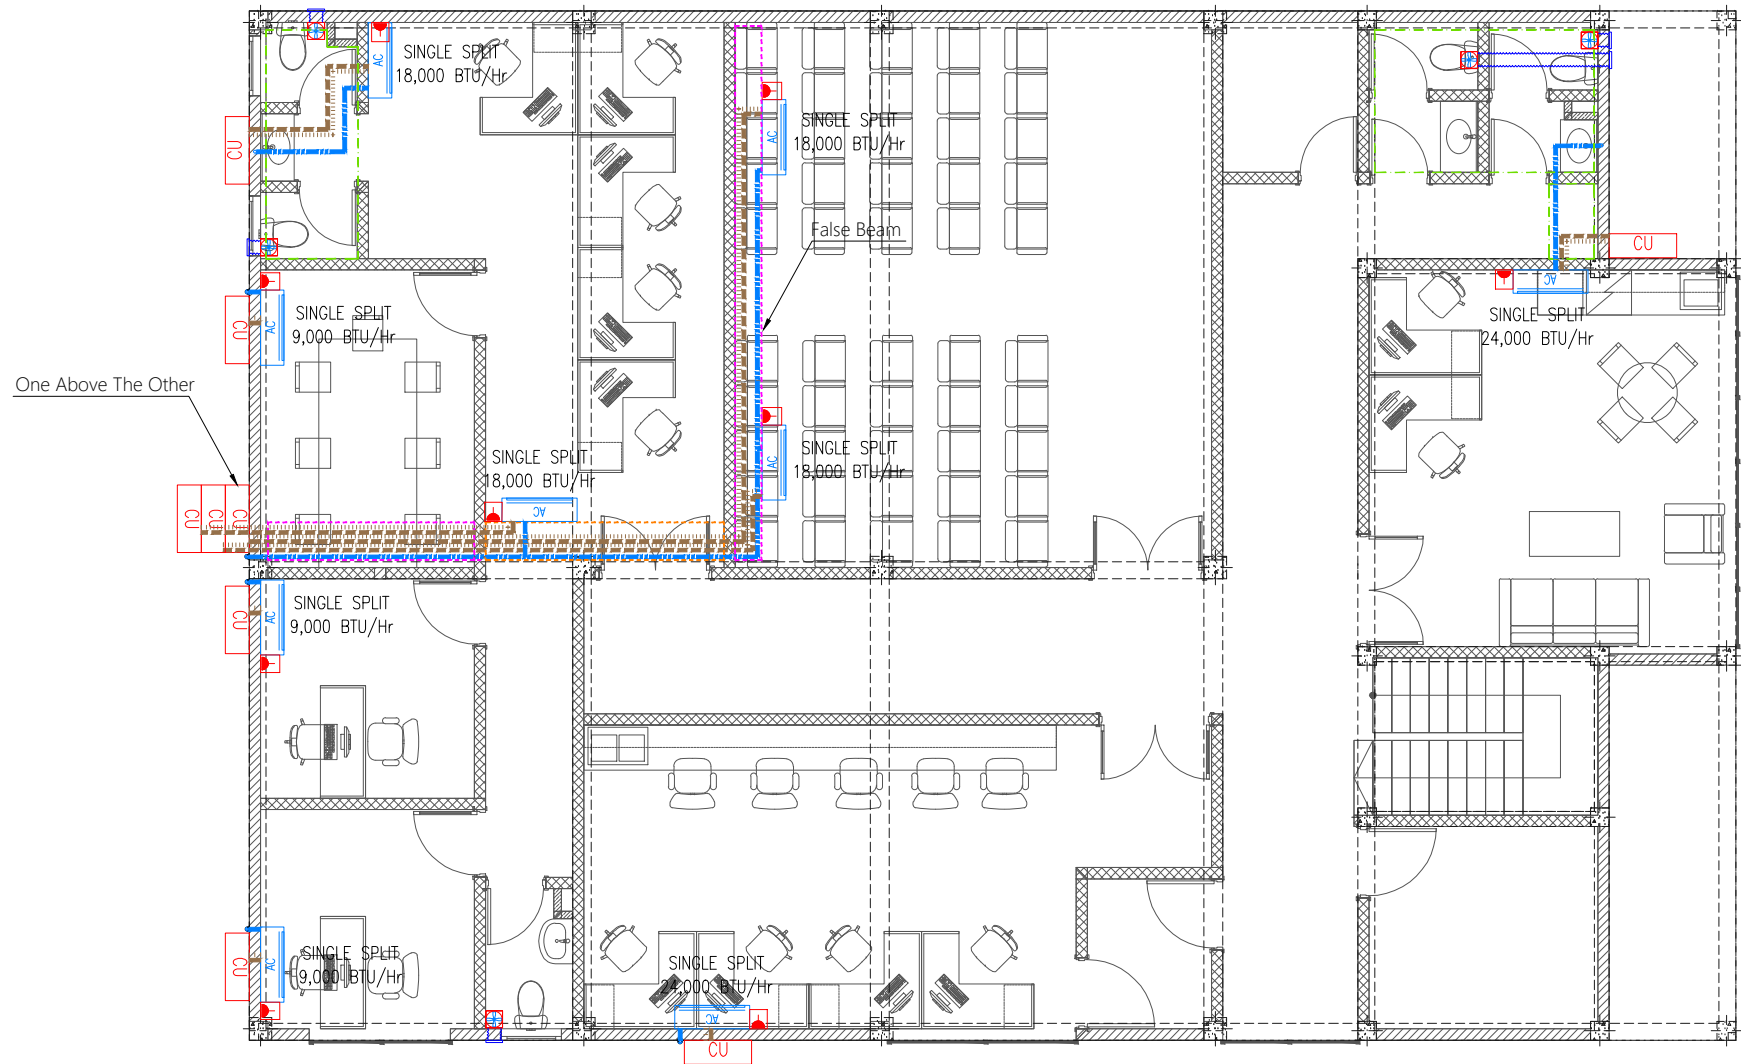 SINGLE SPLIT
18,000 BTU/Hr
AC
CU
SINGLE SPLIT
18,000 BTU/Hr
AC
False Beam
CU
SINGLE SPLIT
24,000 BTU/Hr
AC
SINGLE SPLIT
9,000 BTU/Hr
AC
CU
One Above The Other
SINGLE SPLIT
18,000 BTU/Hr
AC
SINGLE SPLIT
18,000 BTU/Hr
AC
CU
CU
CU
SINGLE SPLIT
9,000 BTU/Hr
AC
CU
SINGLE SPLIT
9,000 BTU/Hr
AC
CU
SINGLE SPLIT
24,000 BTU/Hr
AC
CU